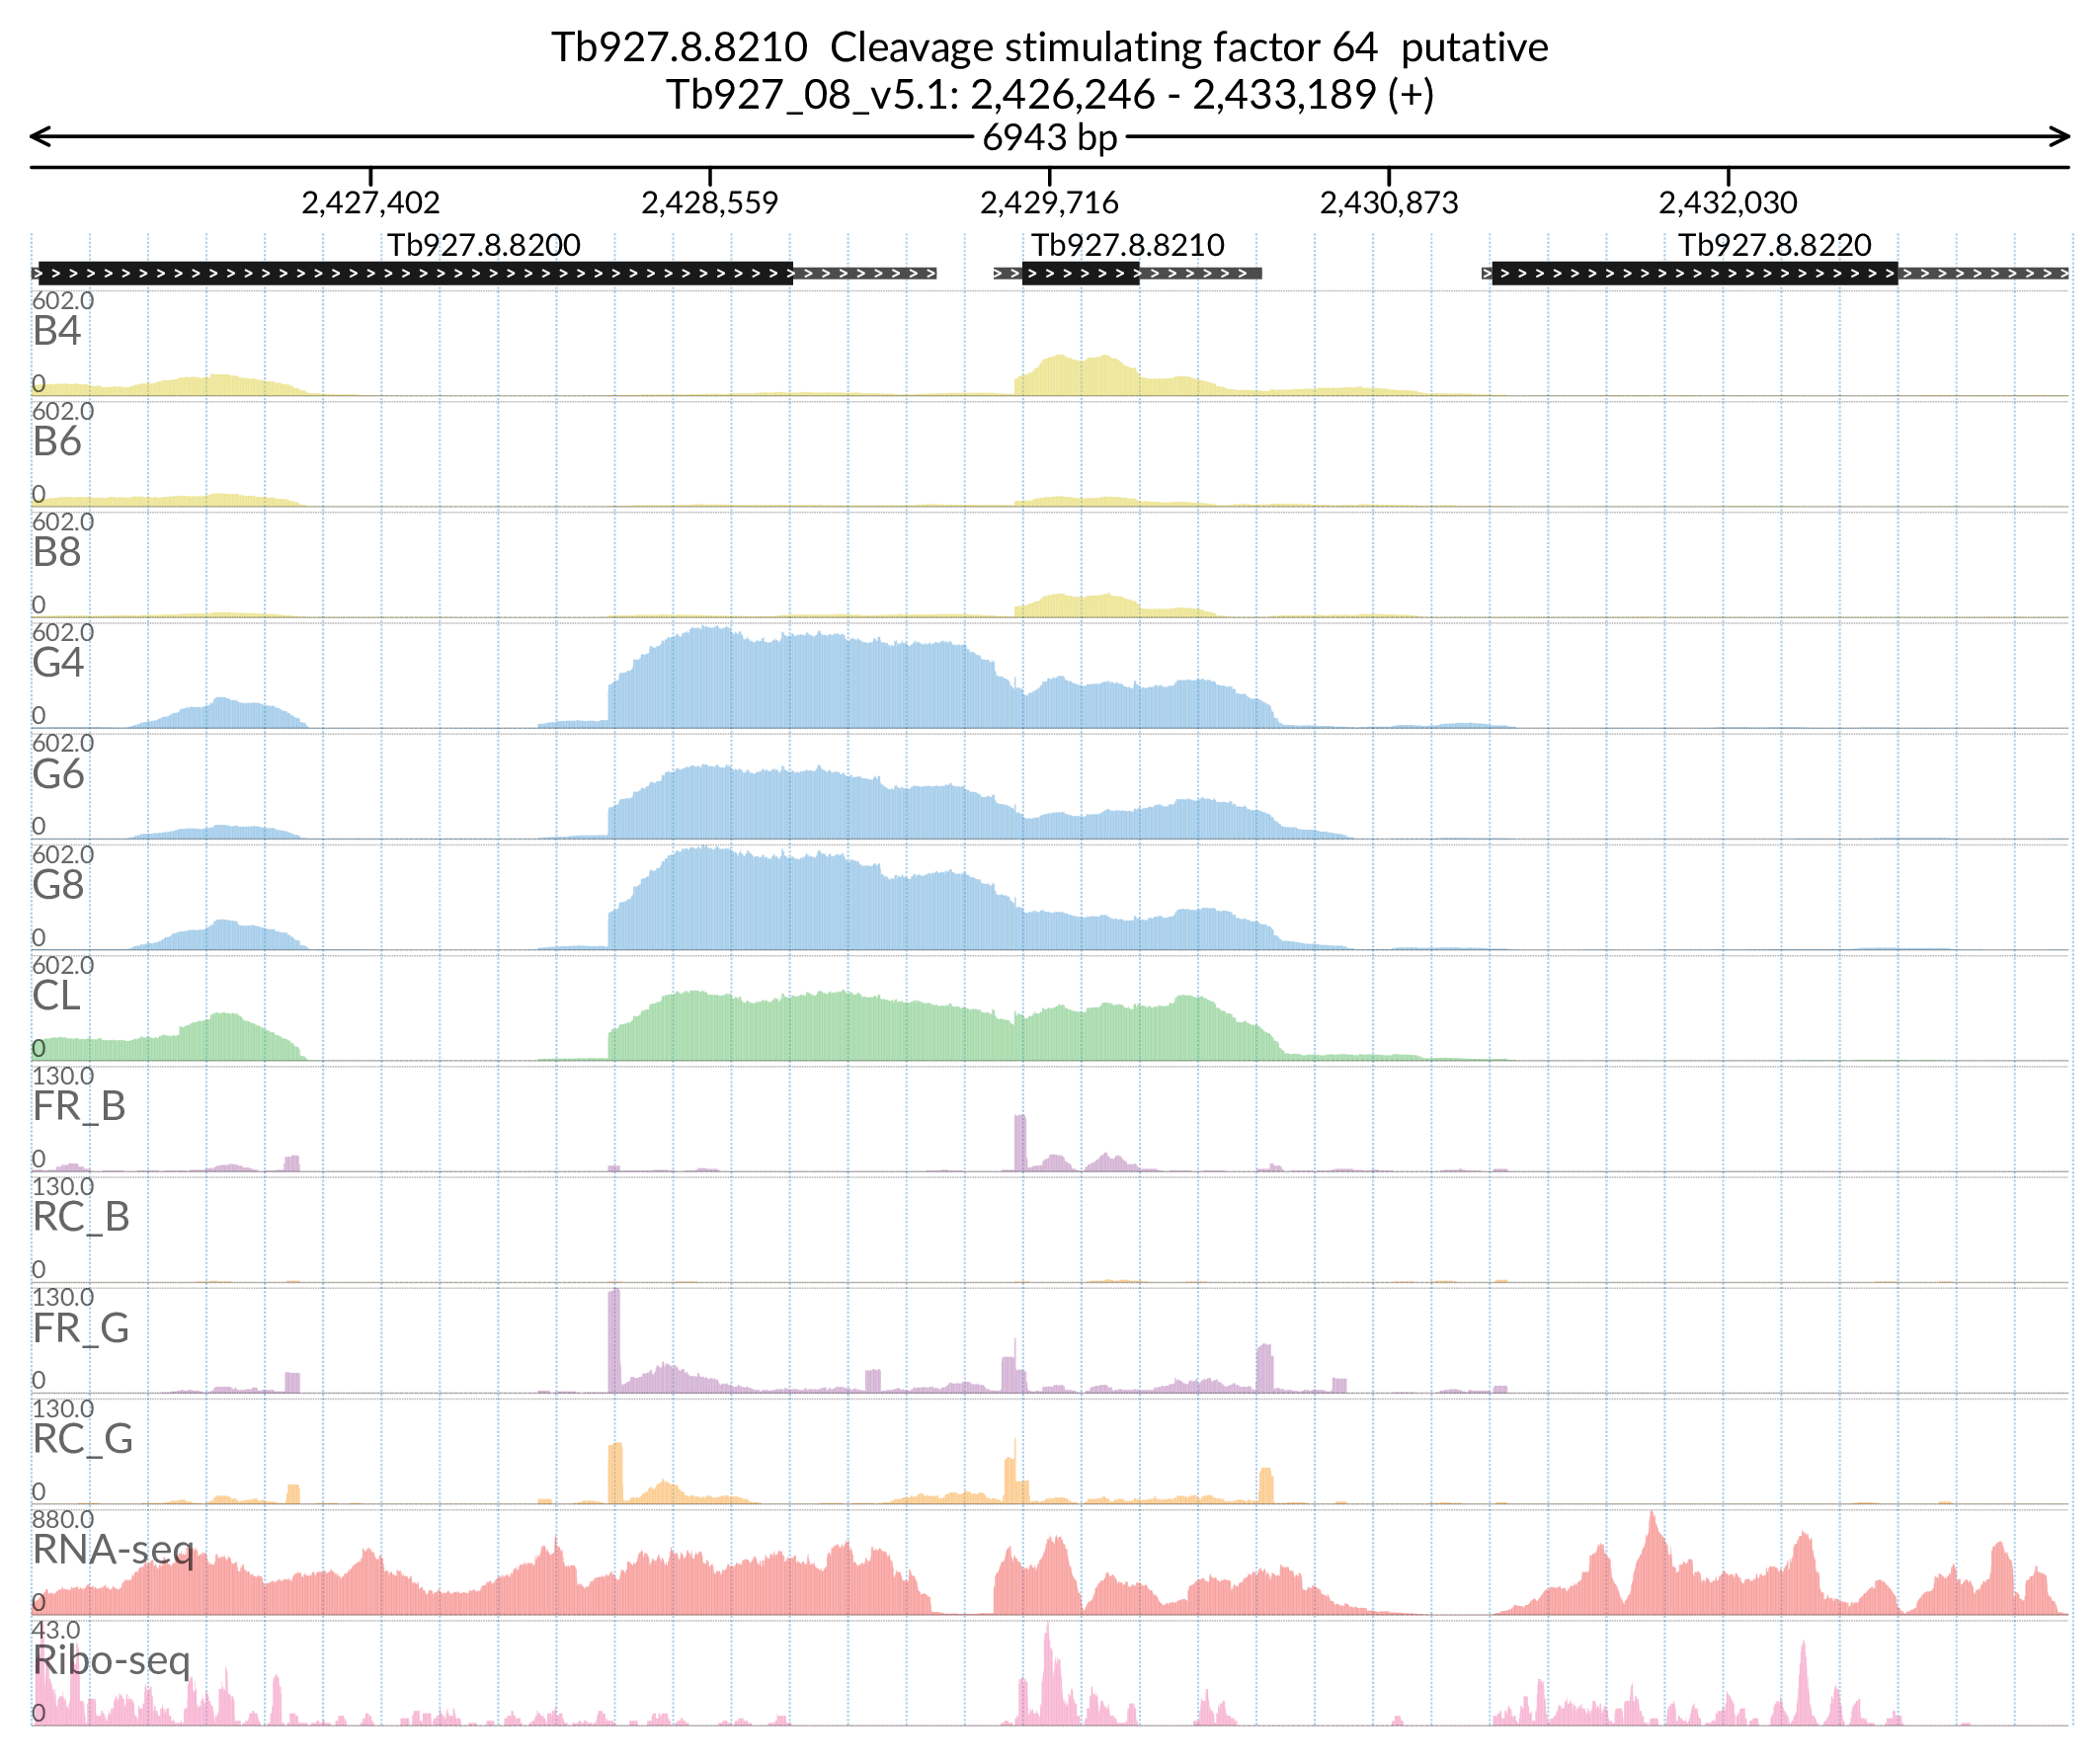 Tb927.8.8210  Cleavage stimulating factor 64  putative
Tb927_08_v5.1: 2,426,246 - 2,433,189 (+)
6943 bp
2,427,402 2,428,559 2,429,716 2,430,873 2,432,030
Tb927.8.8200 Tb927.8.8210 Tb927.8.8220
602.0
B4
0
602.0
B6
0
602.0
B8
0
602.0
G4
0
602.0
G6
0
602.0
G8
0
602.0
CL
0
130.0
FR_B
0
130.0
RC_B
0
130.0
FR_G
0
130.0
RC_G
0
880.0
RNA-seq
0
43.0
Ribo-seq
0